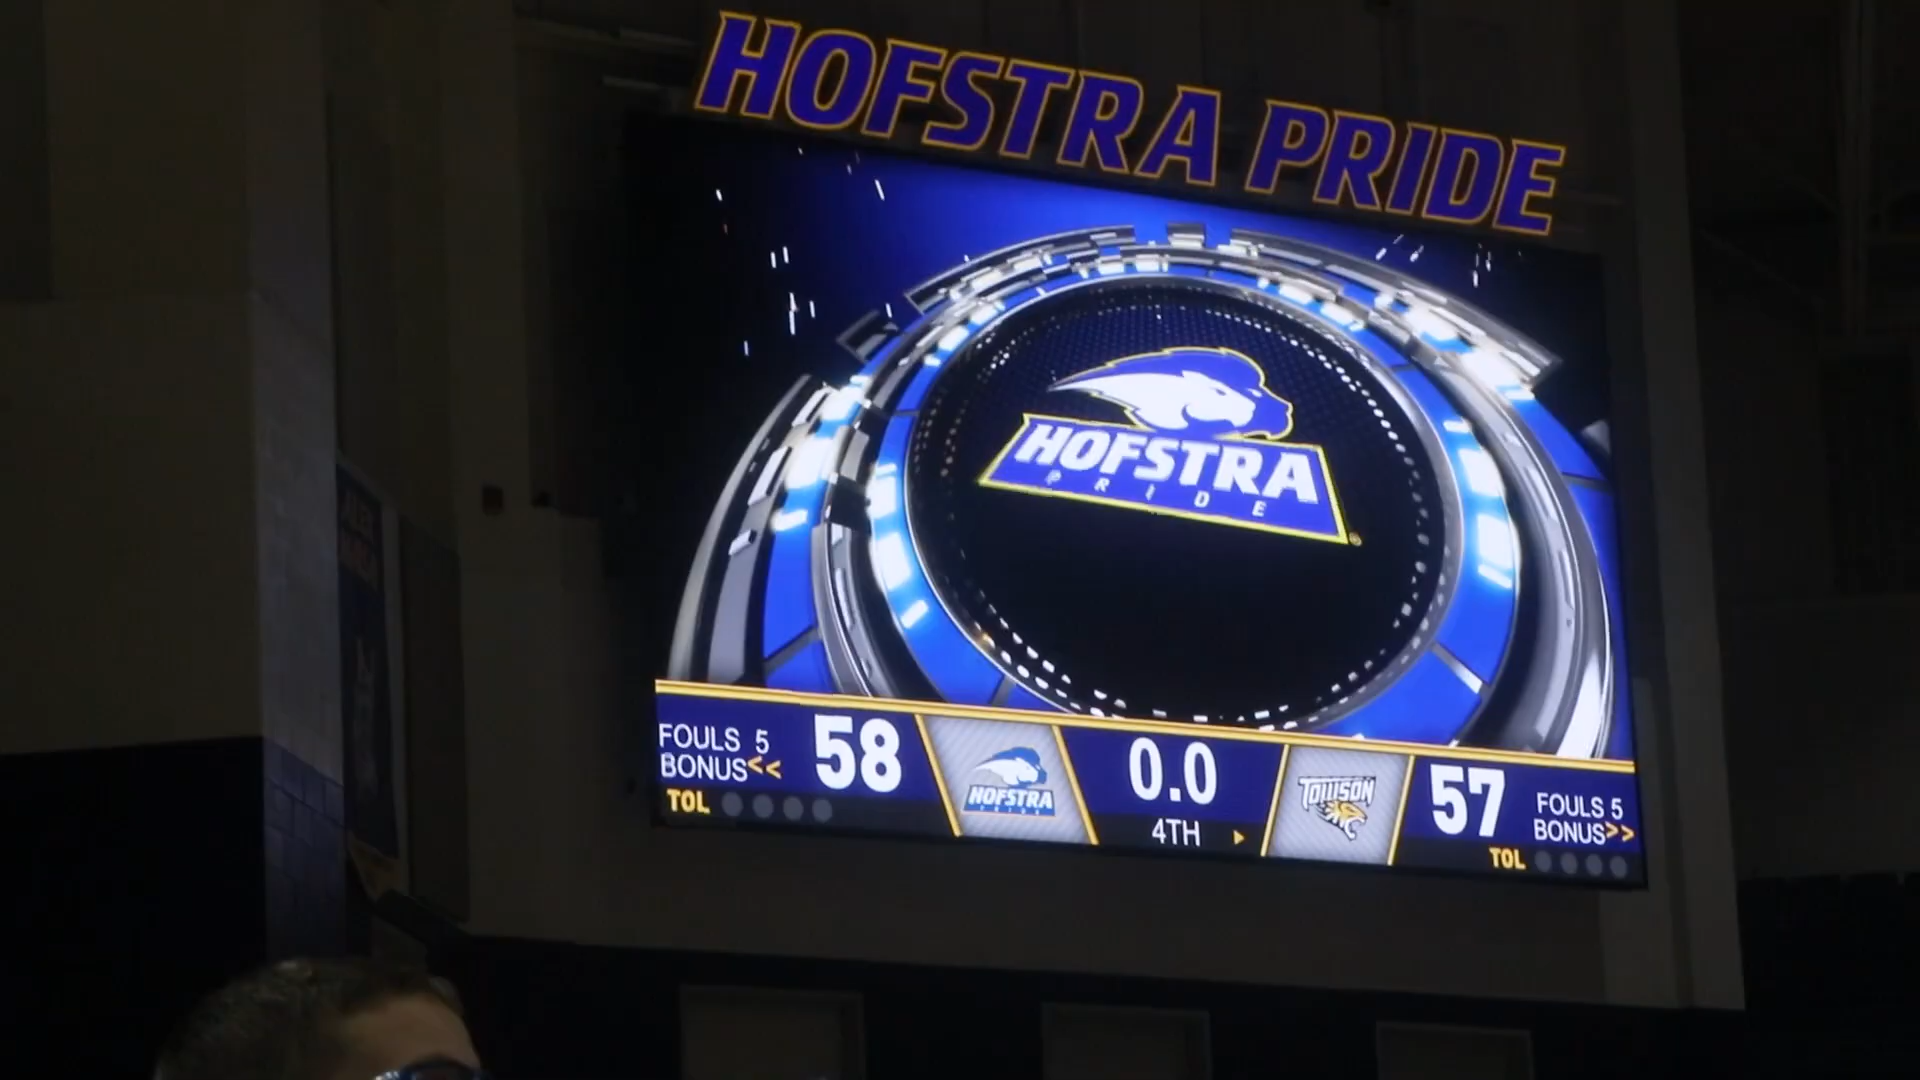 HOFSTRA PRIDE
HOFSTRA
PRIDE
FOULS 5
BONUS<<
TOL
58
HOFSTRA
PRIDE
0.0
4TH
TOWSON
57
FOULS 5
BONUS>>
TOL